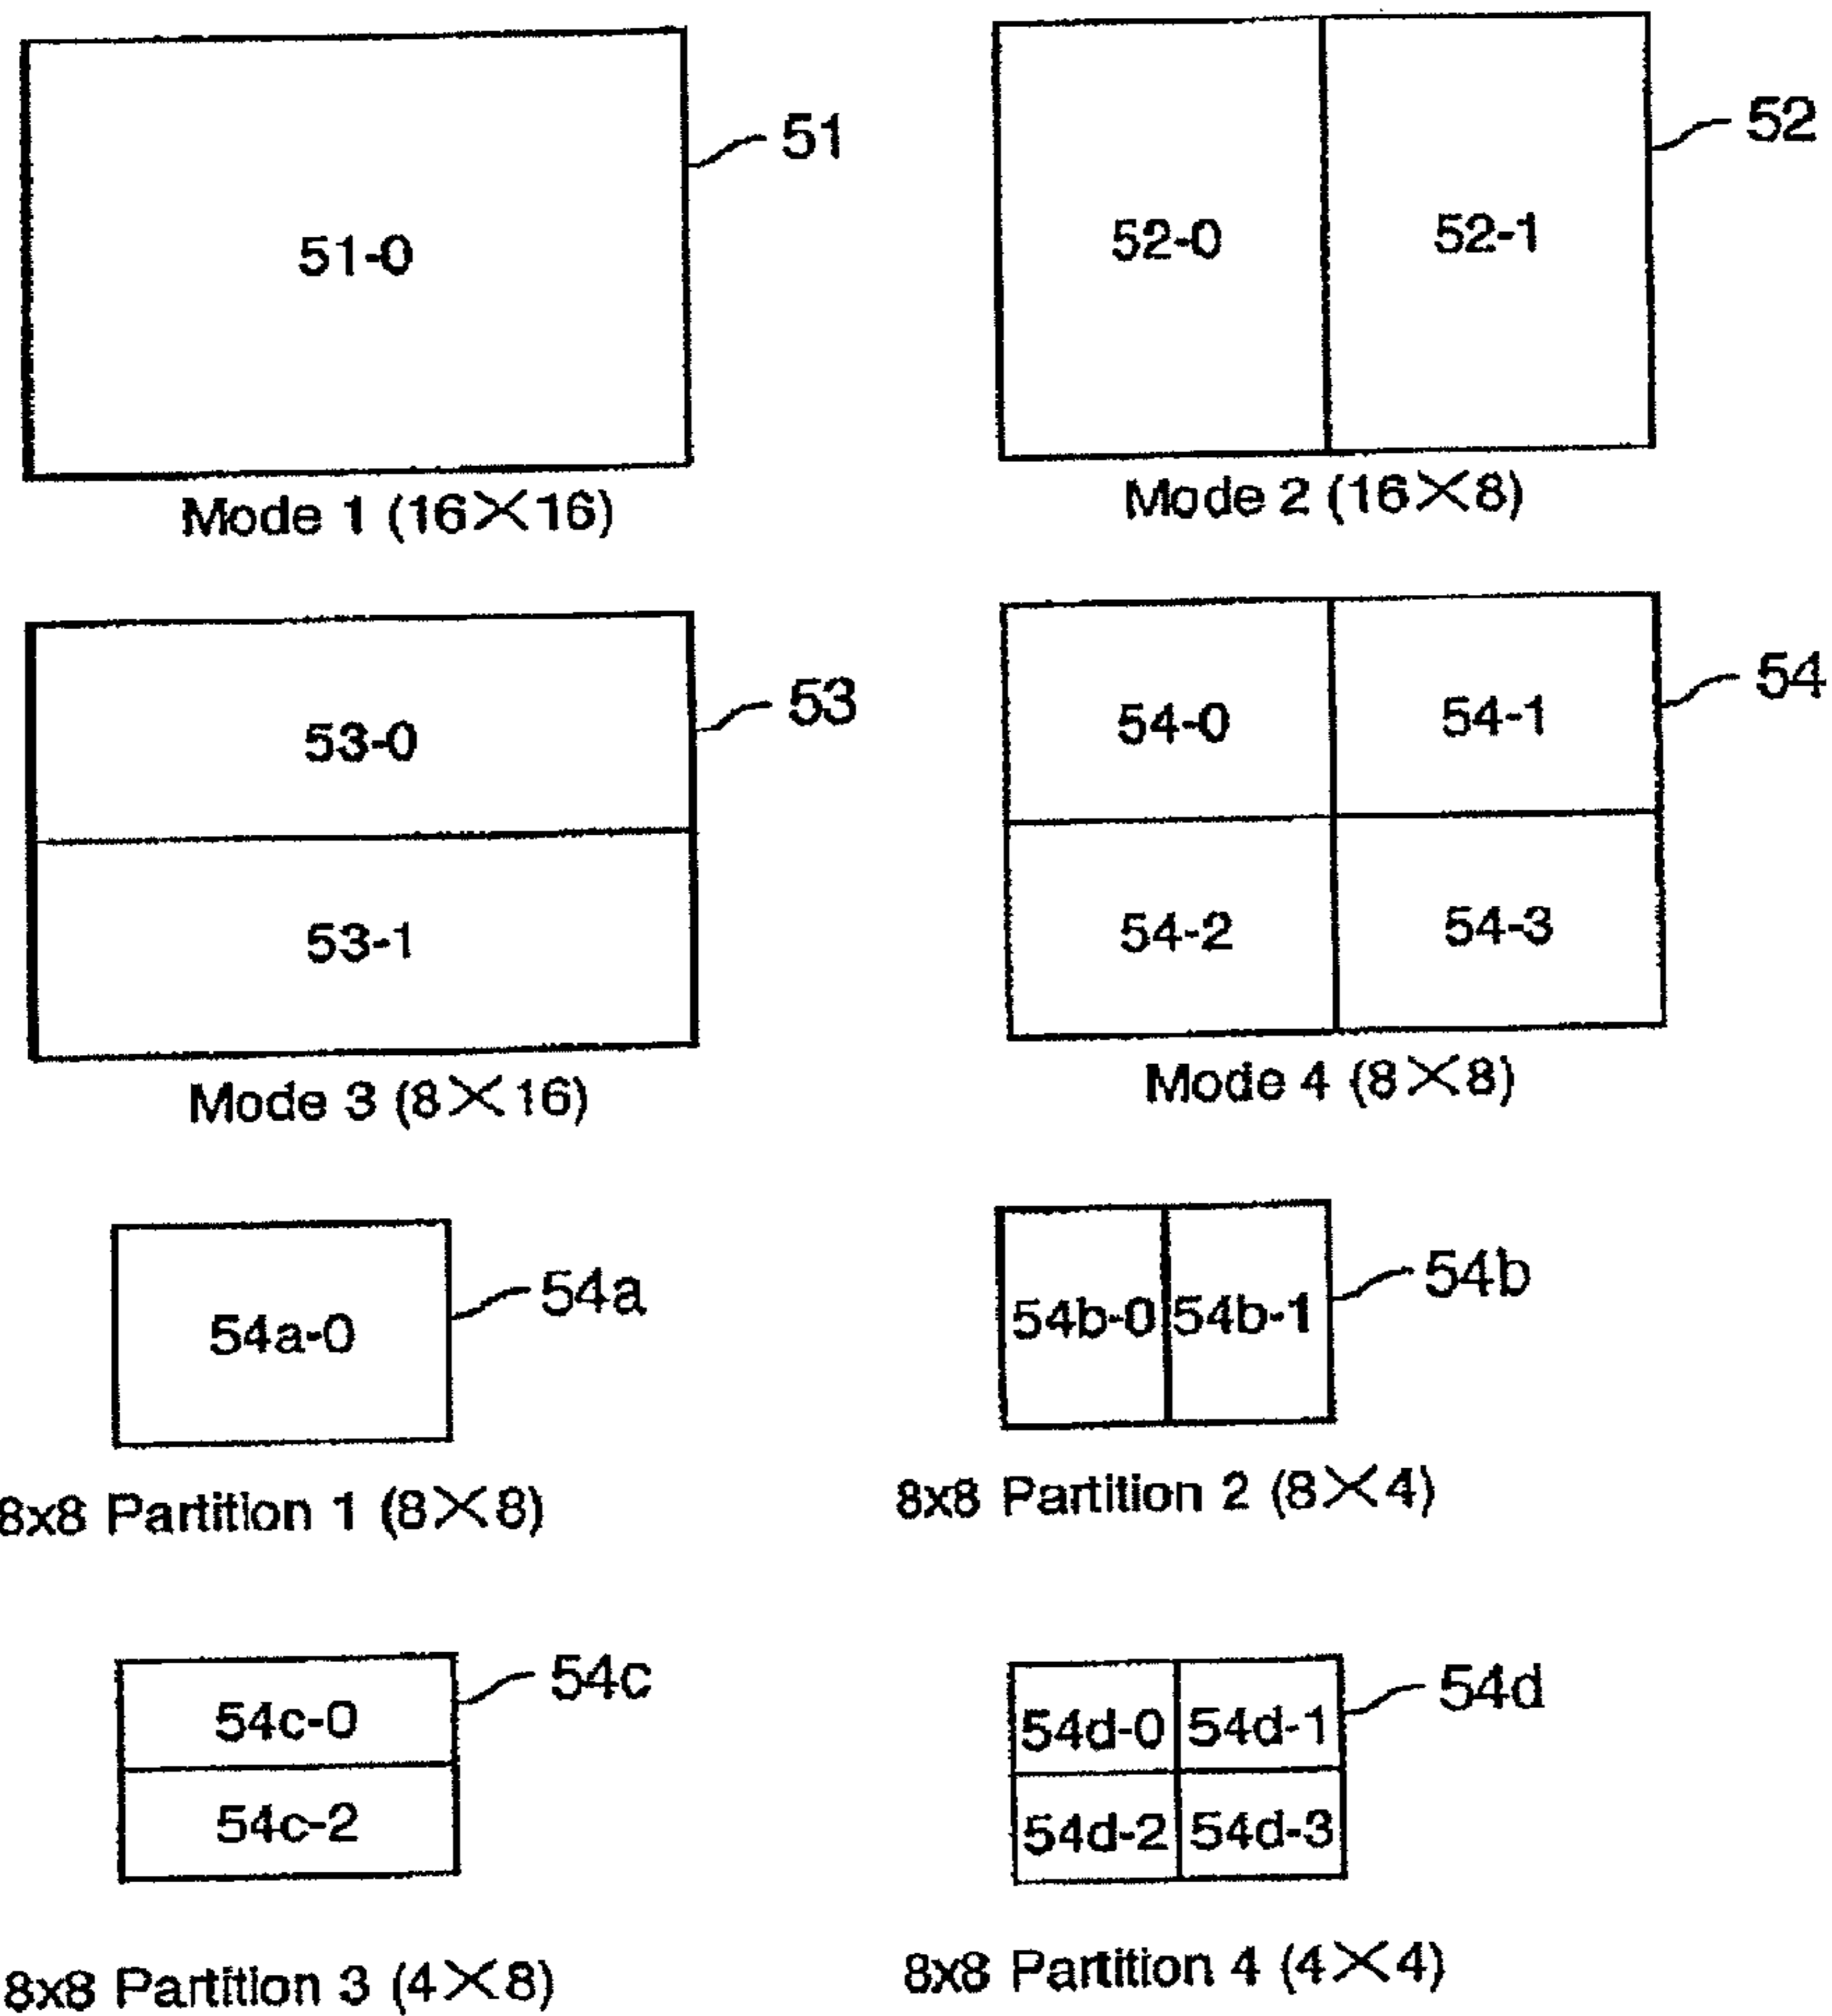 51
51-0
Mode 1 (16×16)
52
52-0 52-1
Mode 2 (16×8)
53
53-0
53-1
Mode 3 (8×16)
54
54-0 54-1
54-2 54-3
Mode 4 (8×8)
54a
54a-0
8x8 Partition 1 (8×8)
54b
54b-0 54b-1
8x8 Partition 2 (8×4)
54c
54c-0
54c-2
8x8 Partition 3 (4×8)
54d
54d-0 54d-1
54d-2 54d-3
8x8 Partition 4 (4×4)